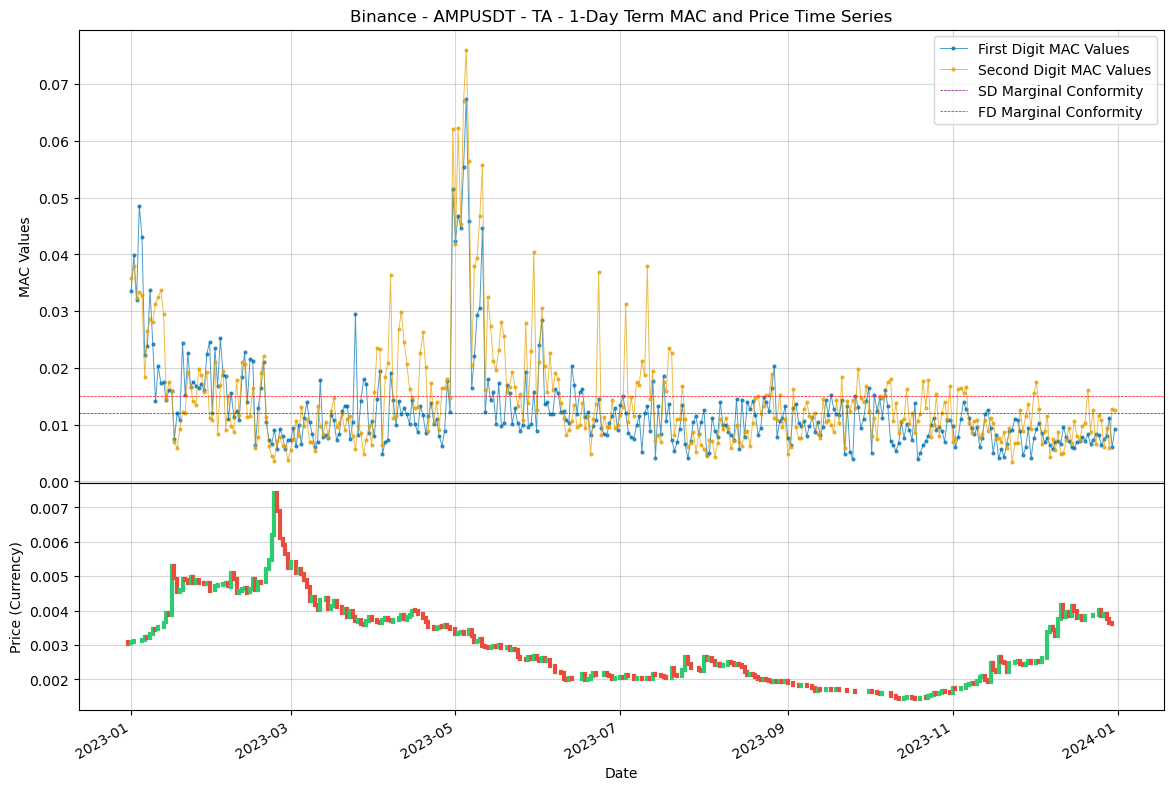 Binance - AMPUSDT - TA - 1-Day Term MAC and Price Time Series
First Digit MAC Values
Second Digit MAC Values
SD Marginal Conformity
FD Marginal Conformity
MAC Values
0.07
0.06
0.05
0.04
0.03
0.02
0.01
0.00
Price (Currency)
0.007
0.006
0.005
0.004
0.003
0.002
2023-01
2023-03
2023-05
2023-07
2023-09
2023-11
2024-01
Date